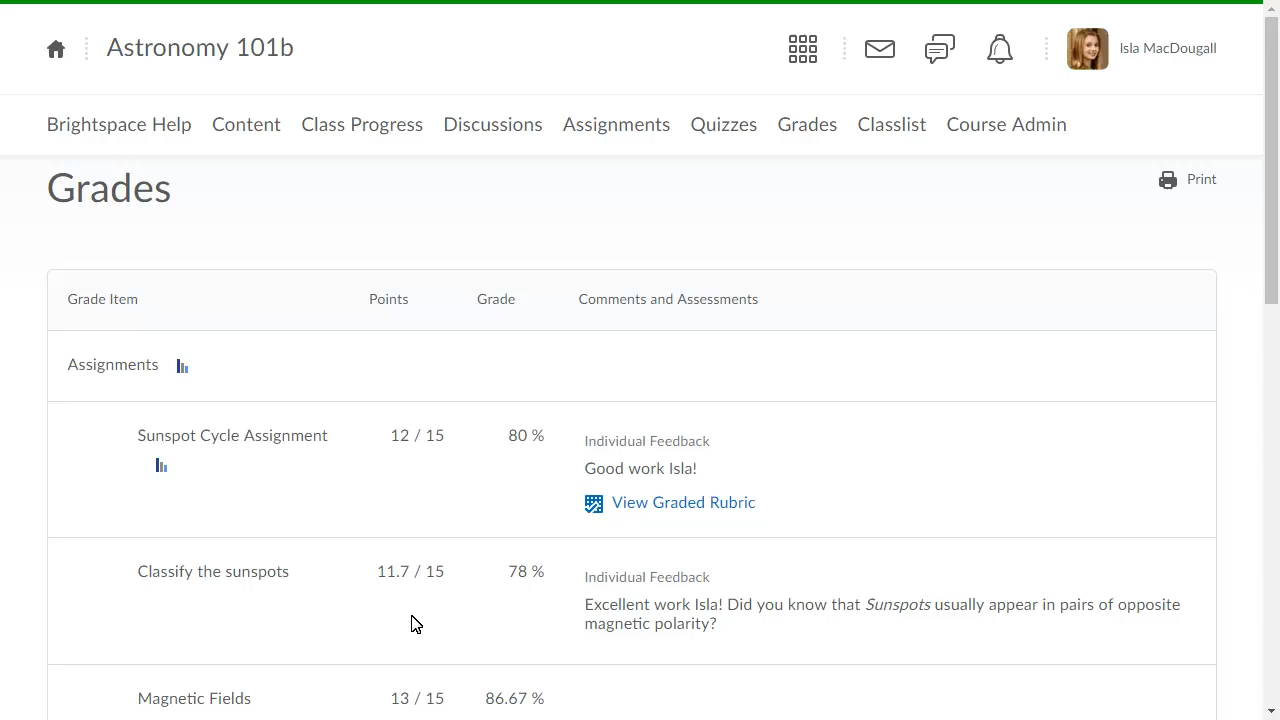 Astronomy 101b
Isla MacDougall
Brightspace Help Content Class Progress Discussions Assignments Quizzes Grades Classlist Course Admin
Grades
Print
Grade Item Points Grade Comments and Assessments
Assignments
Sunspot Cycle Assignment 12 / 15 80 %
Individual Feedback
Good work Isla!
View Graded Rubric
Classify the sunspots 11.7 / 15 78 %
Individual Feedback
Excellent work Isla! Did you know that Sunspots usually appear in pairs of opposite
magnetic polarity?
Magnetic Fields 13 / 15 86.67 %